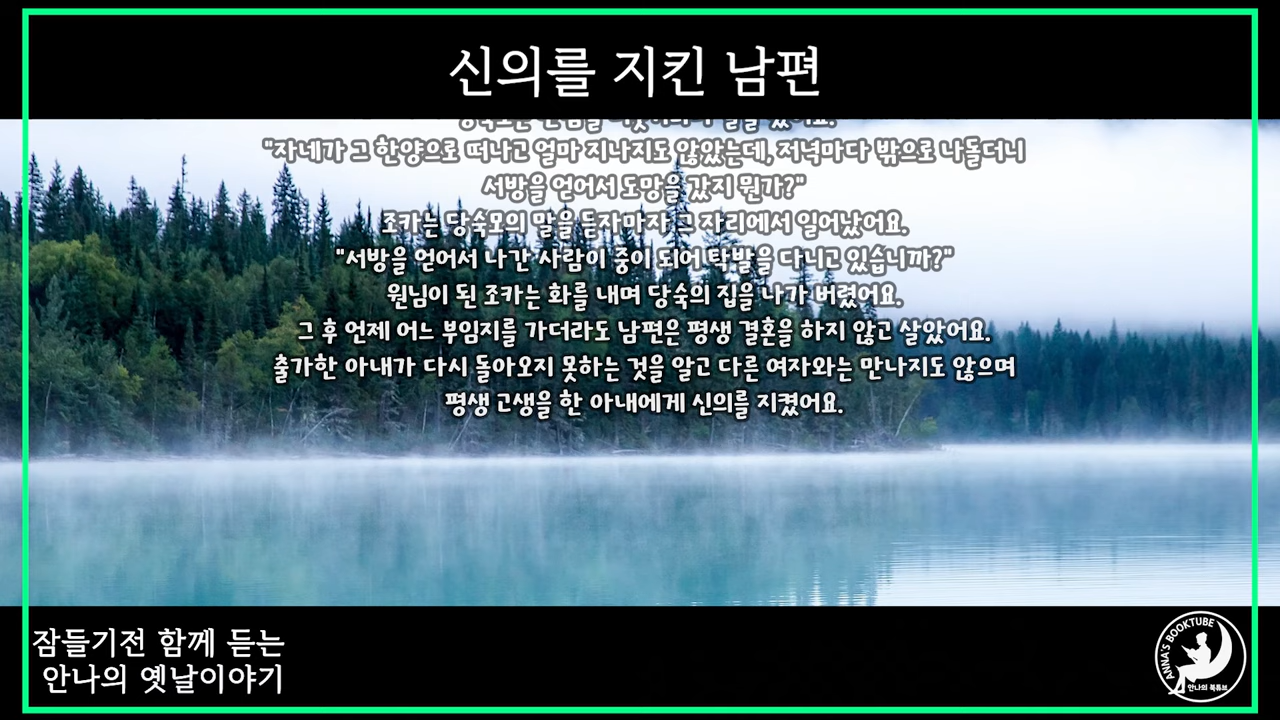 신의를 지킨 남편
"자네가 그 한양으로 떠나고 얼마 지나지도 않았는데, 저녁마다 밖으로 나돌더니
서방을 얻어서 도망을 갔지 뭔가?"
조카는 당숙모의 말을 듣자마자 그 자리에서 일어났어요.
"서방을 얻어서 나간 사람이 중이 되어 탁발을 다니고 있습니까?"
원님이 된 조카는 화를 내며 당숙의 집을 나가 버렸어요.
그 후 언제 어느 부임지를 가더라도 남편은 평생 결혼을 하지 않고 살았어요.
출가한 아내가 다시 돌아오지 못하는 것을 알고 다른 여자와는 만나지도 않으며
평생 고생을 한 아내에게 신의를 지켰어요.
잠들기전 함께 듣는
안나의 옛날이야기
ANNA'S BOOKTUBE
안나의 북튜브